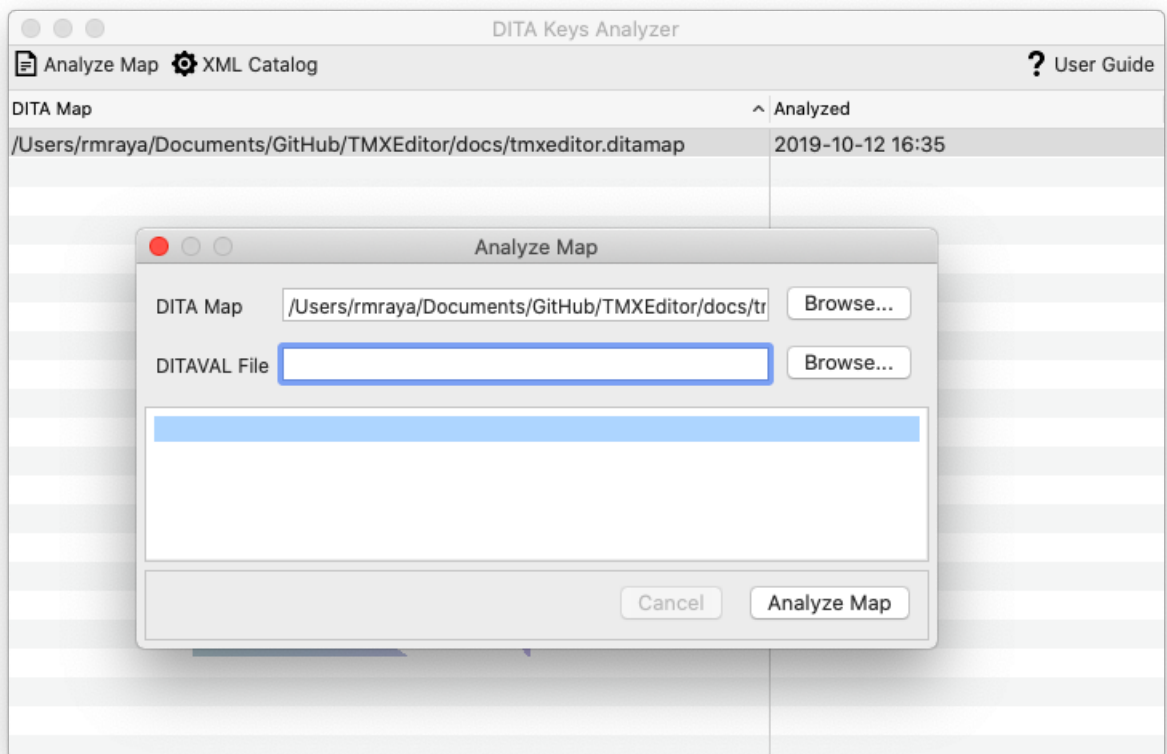 DITA Keys Analyzer
Analyze Map XML Catalog ? User Guide
DITA Map Analyzed
/Users/rmraya/Documents/GitHub/TMXEditor/docs/tmxeditor.ditamap 2019-10-12 16:35
Analyze Map
DITA Map /Users/rmraya/Documents/GitHub/TMXEditor/docs/ Browse...
DITAVAL File Browse...
Cancel Analyze Map